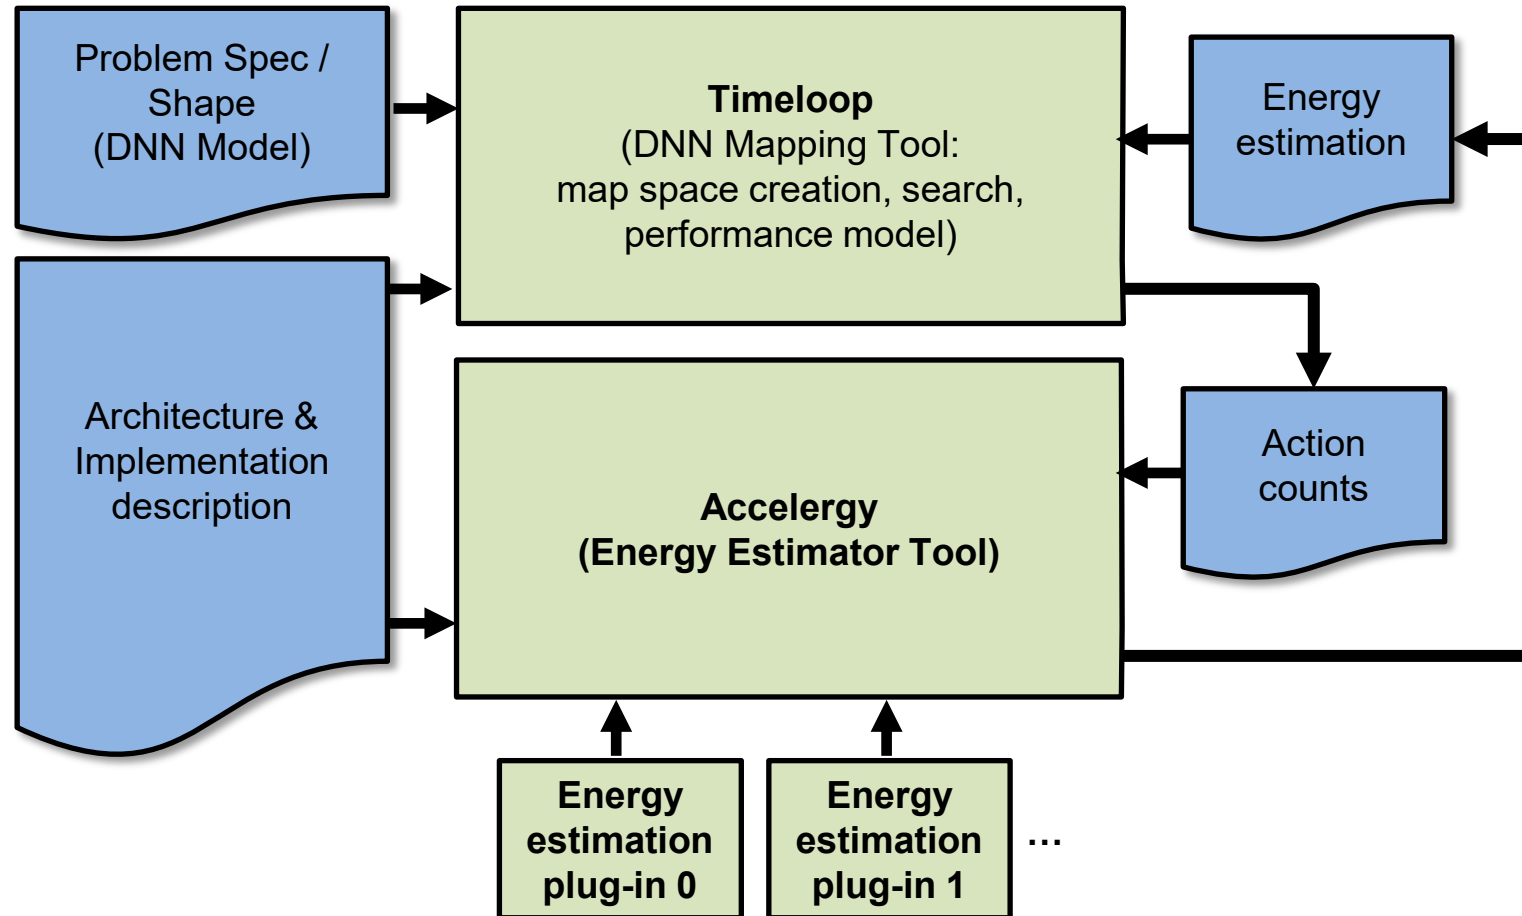 Problem Spec /
Shape
(DNN Model)
Timeloop
(DNN Mapping Tool:
map space creation, search,
performance model)
Energy
estimation
Architecture &
Implementation
description
Accelergy
(Energy Estimator Tool)
Action
counts
Energy
estimation
plug-in 0
Energy
estimation
plug-in 1
...